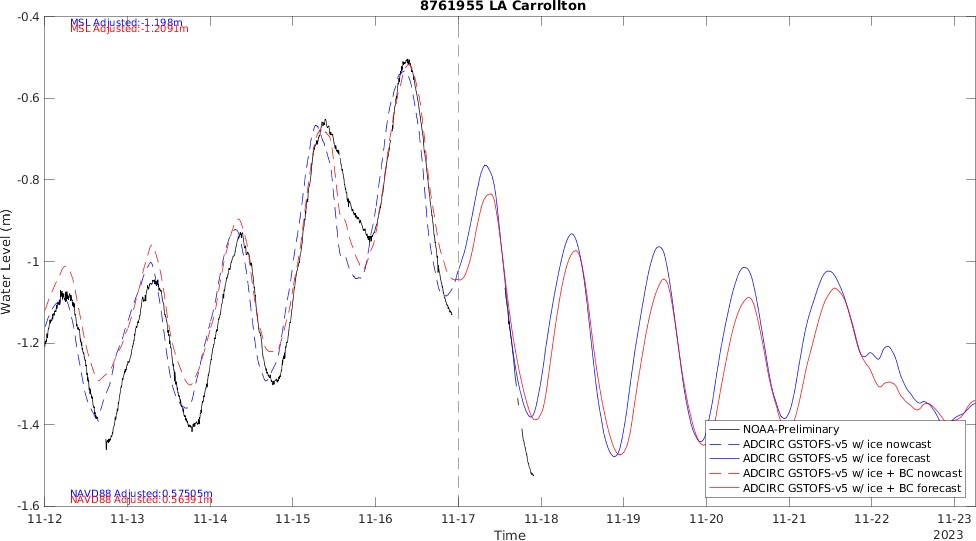 8761955 LA Carrollton
-0.4
MSL Adjusted:-1.198m
MSL Adjusted:-1.2091m
-0.6
-0.8
-1
-1.2
-1.4
-1.6
Water Level (m)
NOAA-Preliminary
ADCIRC GSTOFS-v5 w/ ice nowcast
ADCIRC GSTOFS-v5 w/ ice forecast
ADCIRC GSTOFS-v5 w/ ice + BC nowcast
ADCIRC GSTOFS-v5 w/ ice + BC forecast
NAVD88 Adjusted:0.57505m
NAVD88 Adjusted:0.56391m
11-12 11-13 11-14 11-15 11-16 11-17 11-18 11-19 11-20 11-21 11-22 11-23
Time
2023